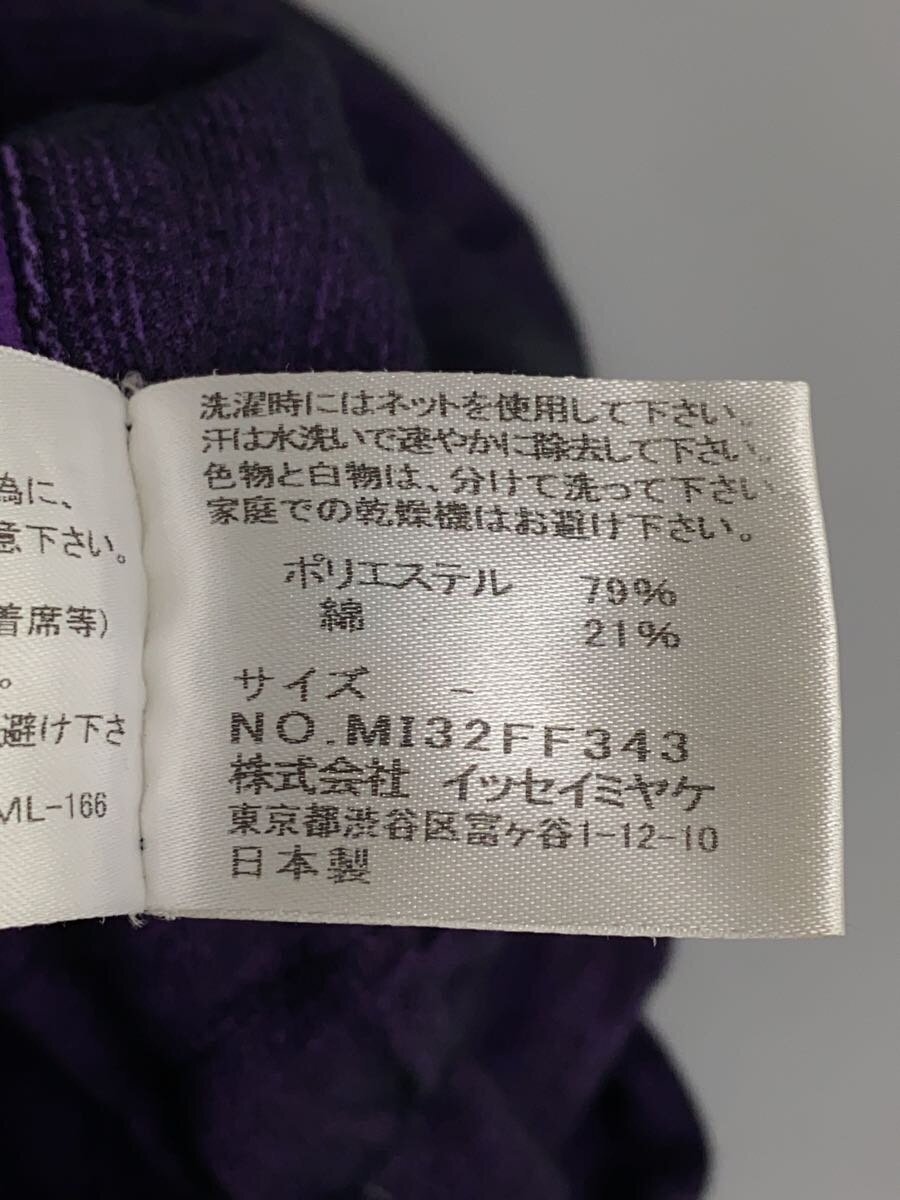 為に、
意下さい。
着席等)
。
避け下さ
ML-166
洗濯時にはネットを使用して下さい。
汗は水洗いで速やかに除去して下さい。
色物と白物は、分けて洗って下さい
家庭での乾燥機はお避け下さい。
ポリエステル 79%
綿 21%
サイズ -
NO.MI32FF343
株式会社 イッセイミヤケ
東京都渋谷区富ヶ谷1-12-10
日本製